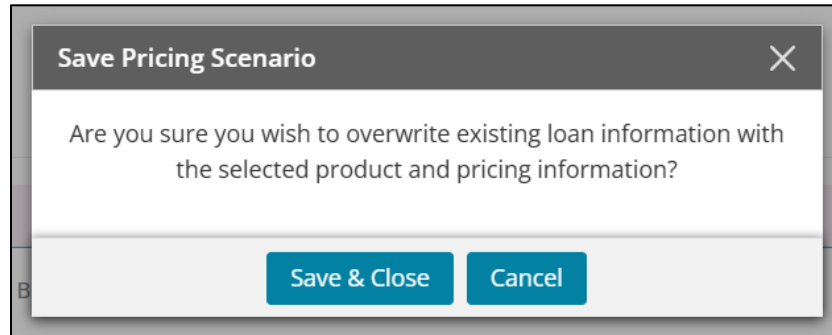 Save Pricing Scenario
Are you sure you wish to overwrite existing loan information with
the selected product and pricing information?
Save & Close Cancel
B